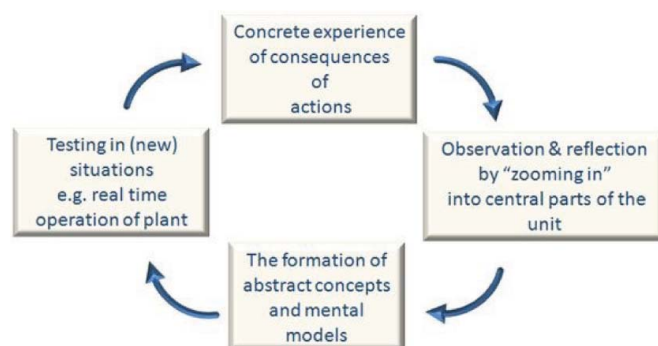 Concrete experience
of consequences
of
actions
Observation & reflection
by “zooming in”
into central parts of the
unit
The formation of
abstract concepts
and mental
models
Testing in (new)
situations
e.g. real time
operation of plant